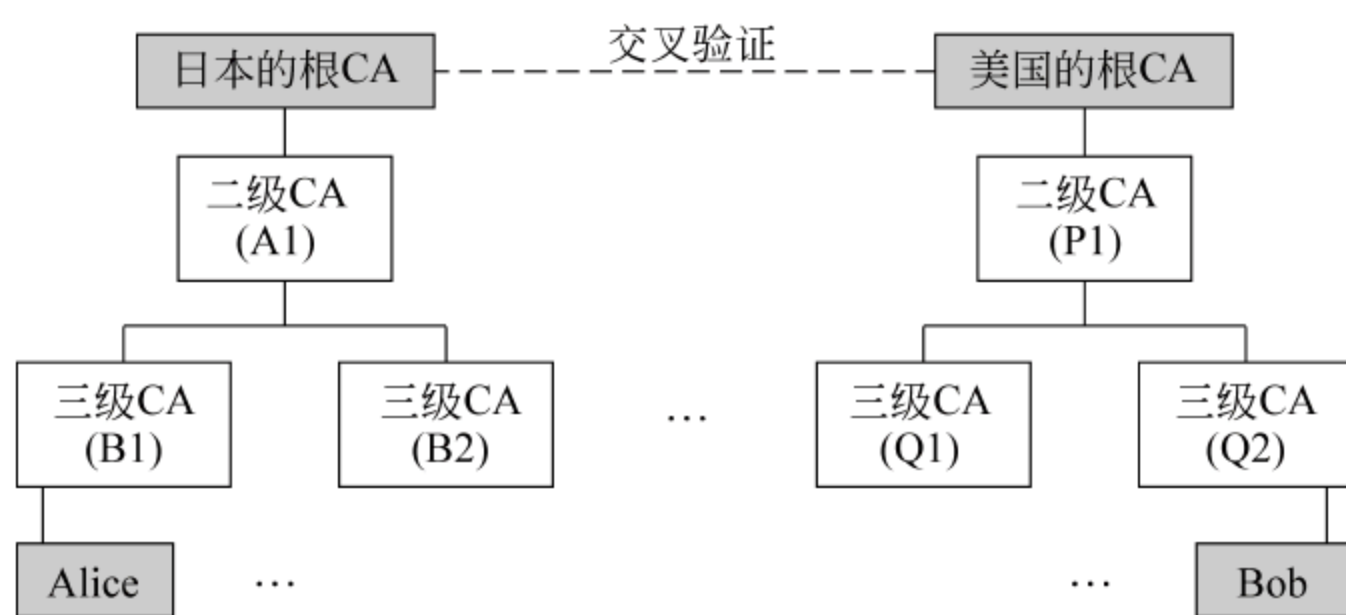 交叉验证
日本的根CA
美国的根CA
二级CA
(A1)
二级CA
(P1)
三级CA
(B1)
三级CA
(B2)
…
三级CA
(Q1)
三级CA
(Q2)
Alice
…
…
Bob